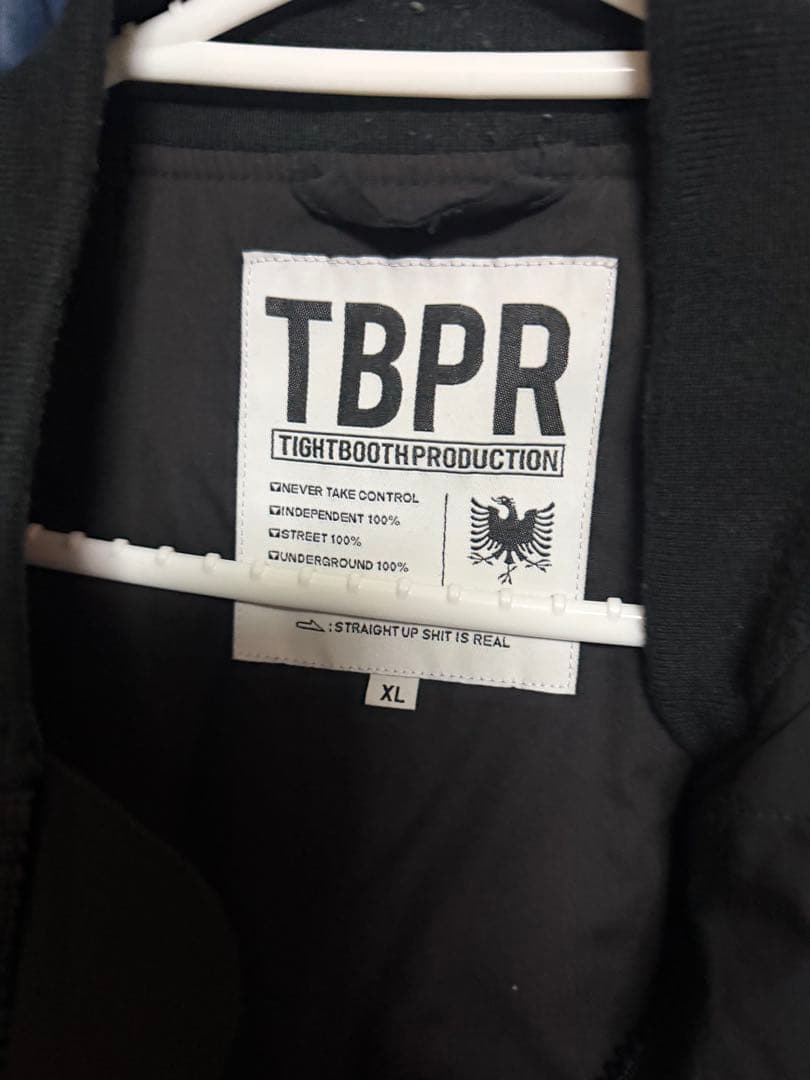 TBPR
TIGHTBOOTHPRODUCTION
NEVER TAKE CONTROL
INDEPENDENT 100%
STREET 100%
UNDERGROUND 100%
: STRAIGHT UP SHIT IS REAL
XL